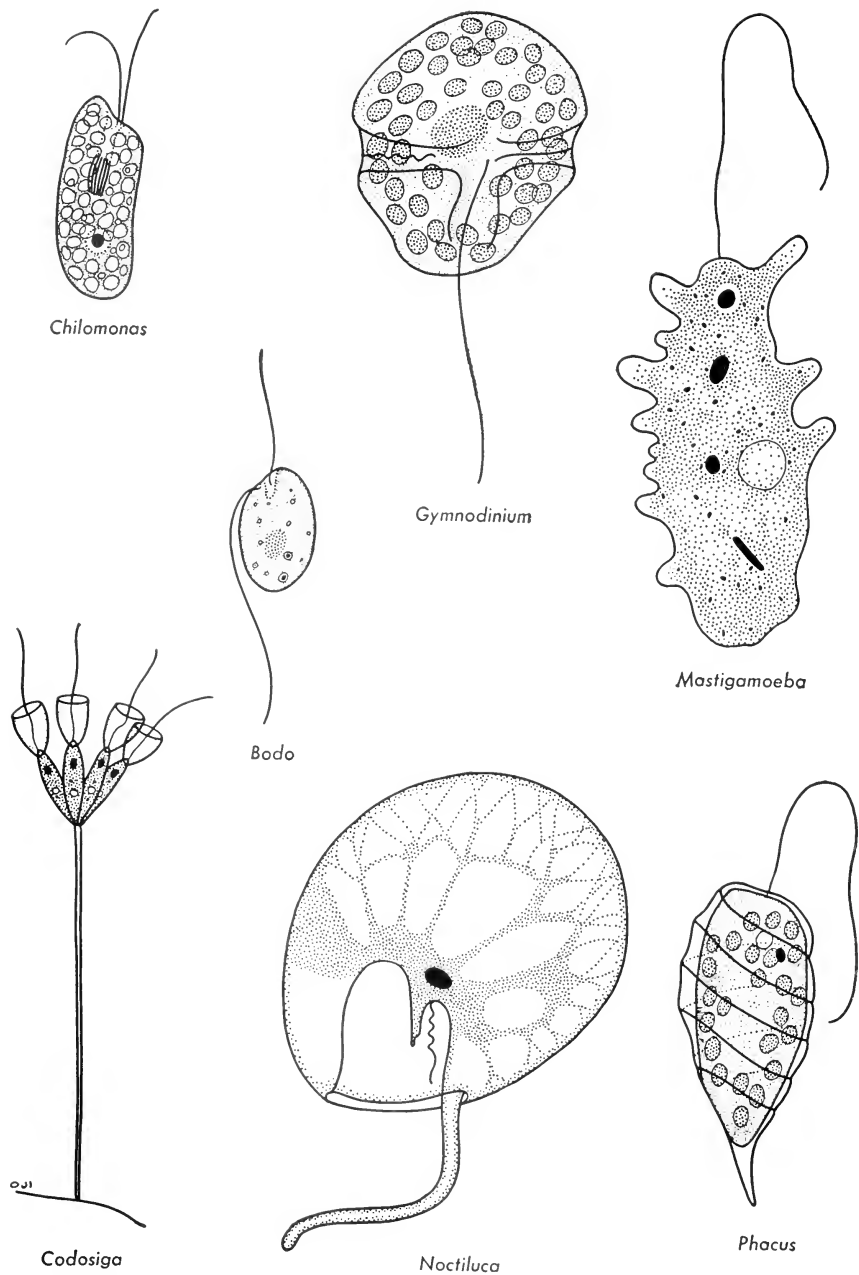 Chilomonas
Gymnodinium
Mastigamoeba
Bodo
Codosiga
Noctiluca
Phacus